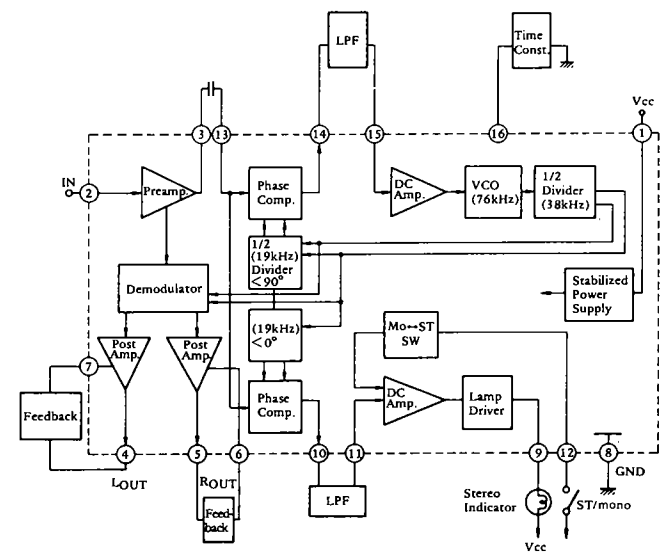 LPF
Time
Const.
Vcc
3
13
14
15
16
1
IN
2
Preamp.
Phase
Comp.
DC
Amp.
VCO
(76kHz)
1/2
Divider
(38kHz)
1/2
(19kHz)
Divider
<90°
Demodulator
Stabilized
Power
Supply
(19kHz)
<0°
Mo↔ST
SW
Post
Amp.
Post
Amp.
7
Feedback
Phase
Comp.
DC
Amp.
Lamp
Driver
4
5
6
10
11
9
12
8
LOUT
ROUT
GND
Feed-
back
LPF
Stereo
Indicator
ST/mono
Vcc